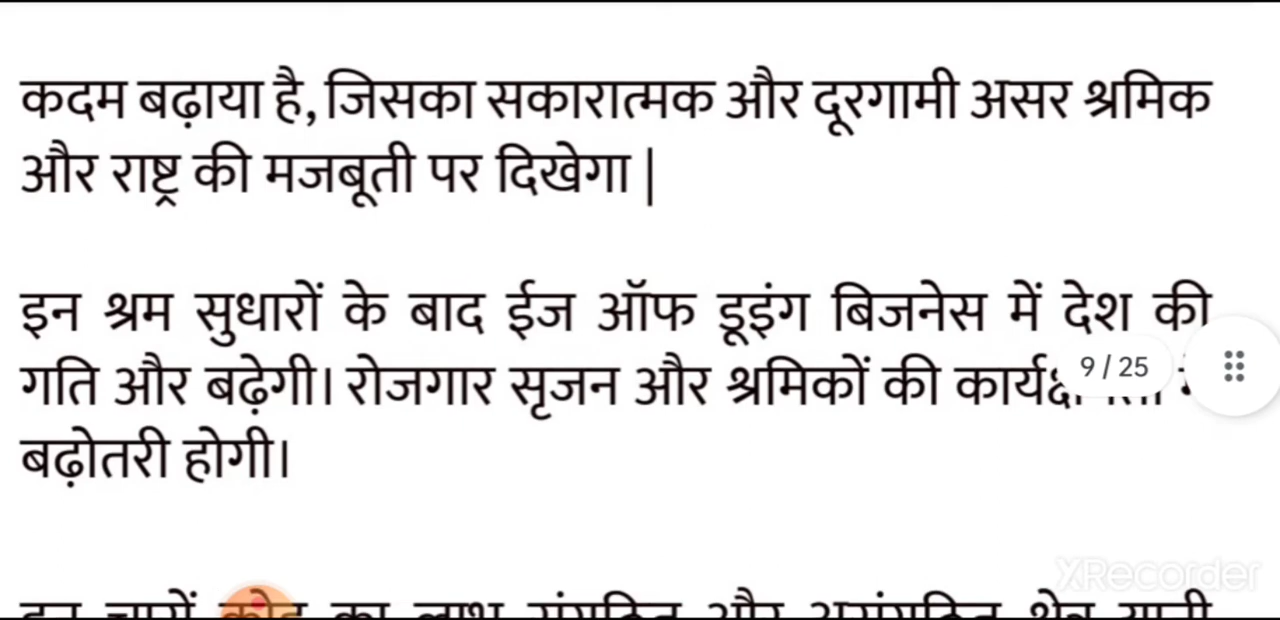 कदम बढ़ाया है, जिसका सकारात्मक और दूरगामी असर श्रमिक
और राष्ट्र की मजबूती पर दिखेगा |
इन श्रम सुधारों के बाद ईज ऑफ डूइंग बिजनेस में देश की
गति और बढ़ेगी। रोजगार सृजन और श्रमिकों की
9 / 25
बढ़ोतरी होगी।
XRecorder